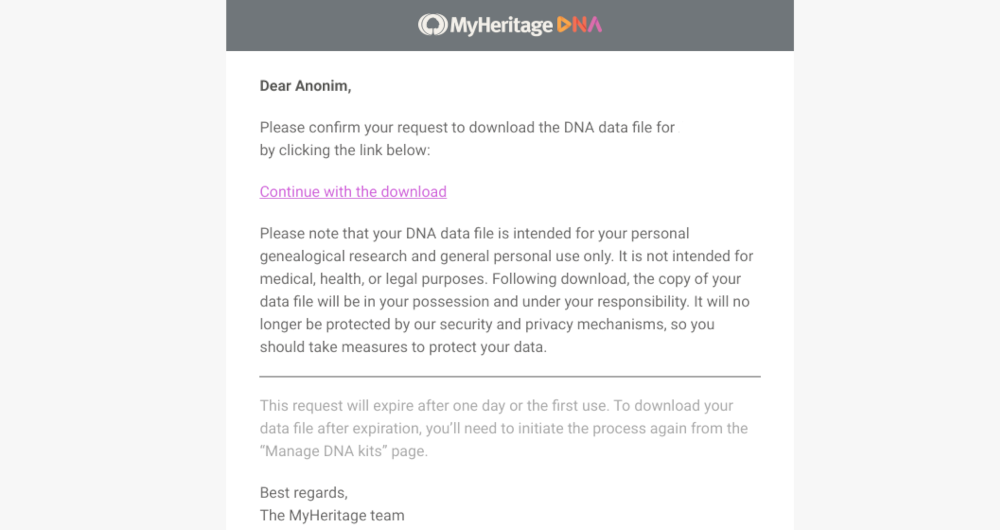 MyHeritage DNA
Dear Anonim,
Please confirm your request to download the DNA data file for
by clicking the link below:
Continue with the download
Please note that your DNA data file is intended for your personal
genealogical research and general personal use only. It is not intended for
medical, health, or legal purposes. Following download, the copy of your
data file will be in your possession and under your responsibility. It will no
longer be protected by our security and privacy mechanisms, so you
should take measures to protect your data.
This request will expire after one day or the first use. To download your
data file after expiration, you’ll need to initiate the process again from the
“Manage DNA kits” page.
Best regards,
The MyHeritage team